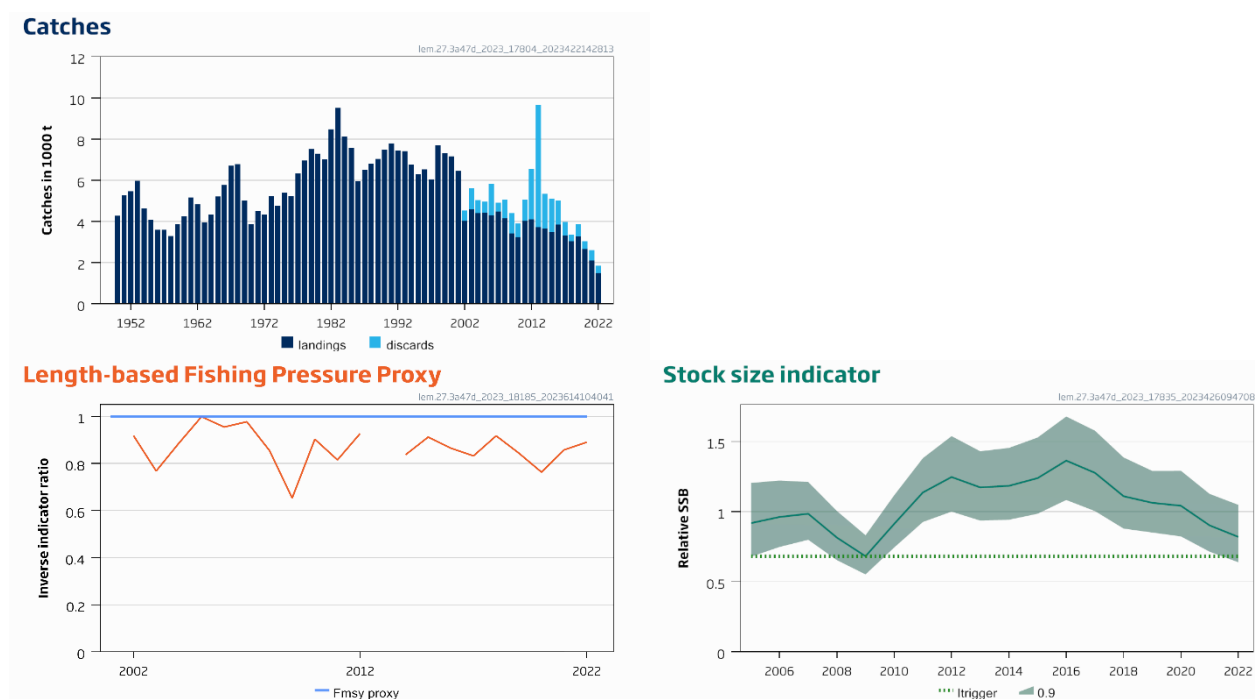 Catches
lem.27.3a47d_2023_17804_2023422142813
Catches in 1000 t
12
10
8
6
4
2
0
1952 1962 1972 1982 1992 2002 2012 2022
landings discards
Length-based Fishing Pressure Proxy
lem.27.3a47d_2023_18185_2023614104041
Inverse indicator ratio
1
0.8
0.6
0.4
0.2
0
2002 2012 2022
Fmsy proxy
Stock size indicator
lem.27.3a47d_2023_17835_2023426094708
Relative SSB
1.5
1
0.5
0
2006 2008 2010 2012 2014 2016 2018 2020 2022
Itrigger 0.9